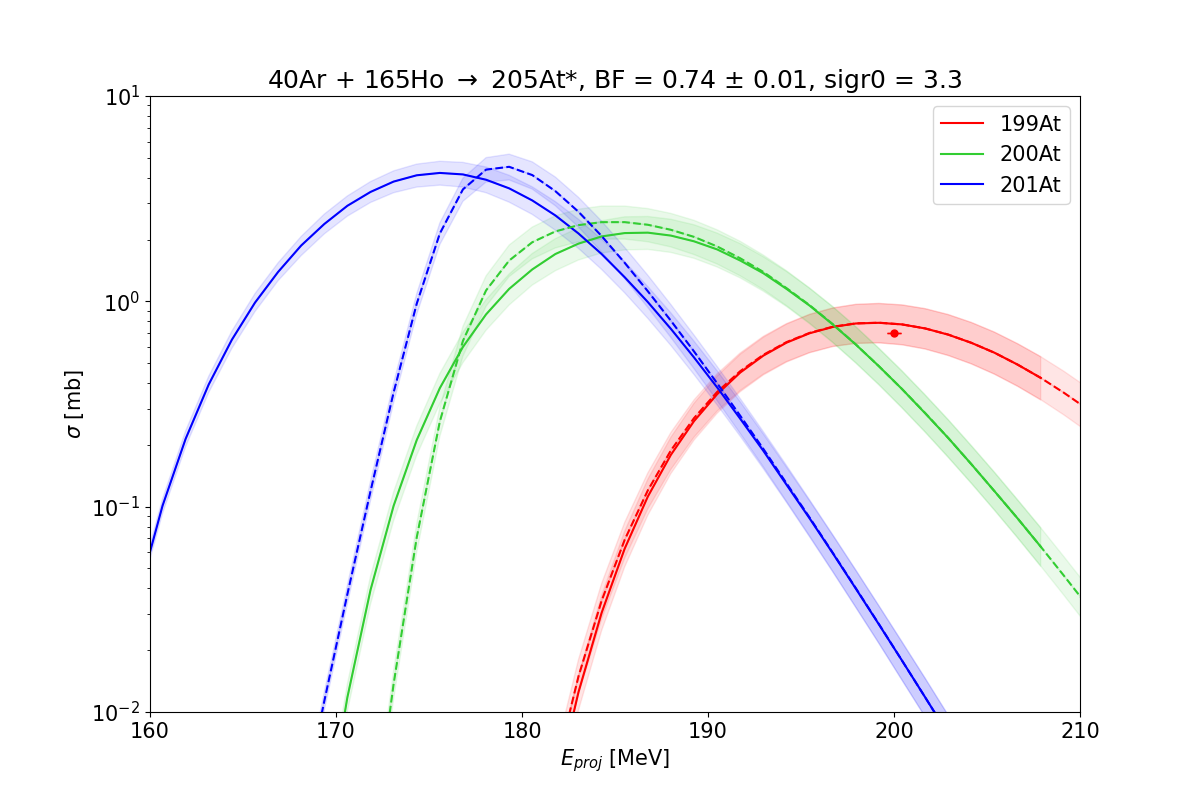 40Ar + 165Ho → 205At*, BF = 0.74 ± 0.01, sigr0 = 3.3
10¹
10⁰
10⁻¹
10⁻²
σ [mb]
199At
200At
201At
160 170 180 190 200 210
E_proj [MeV]